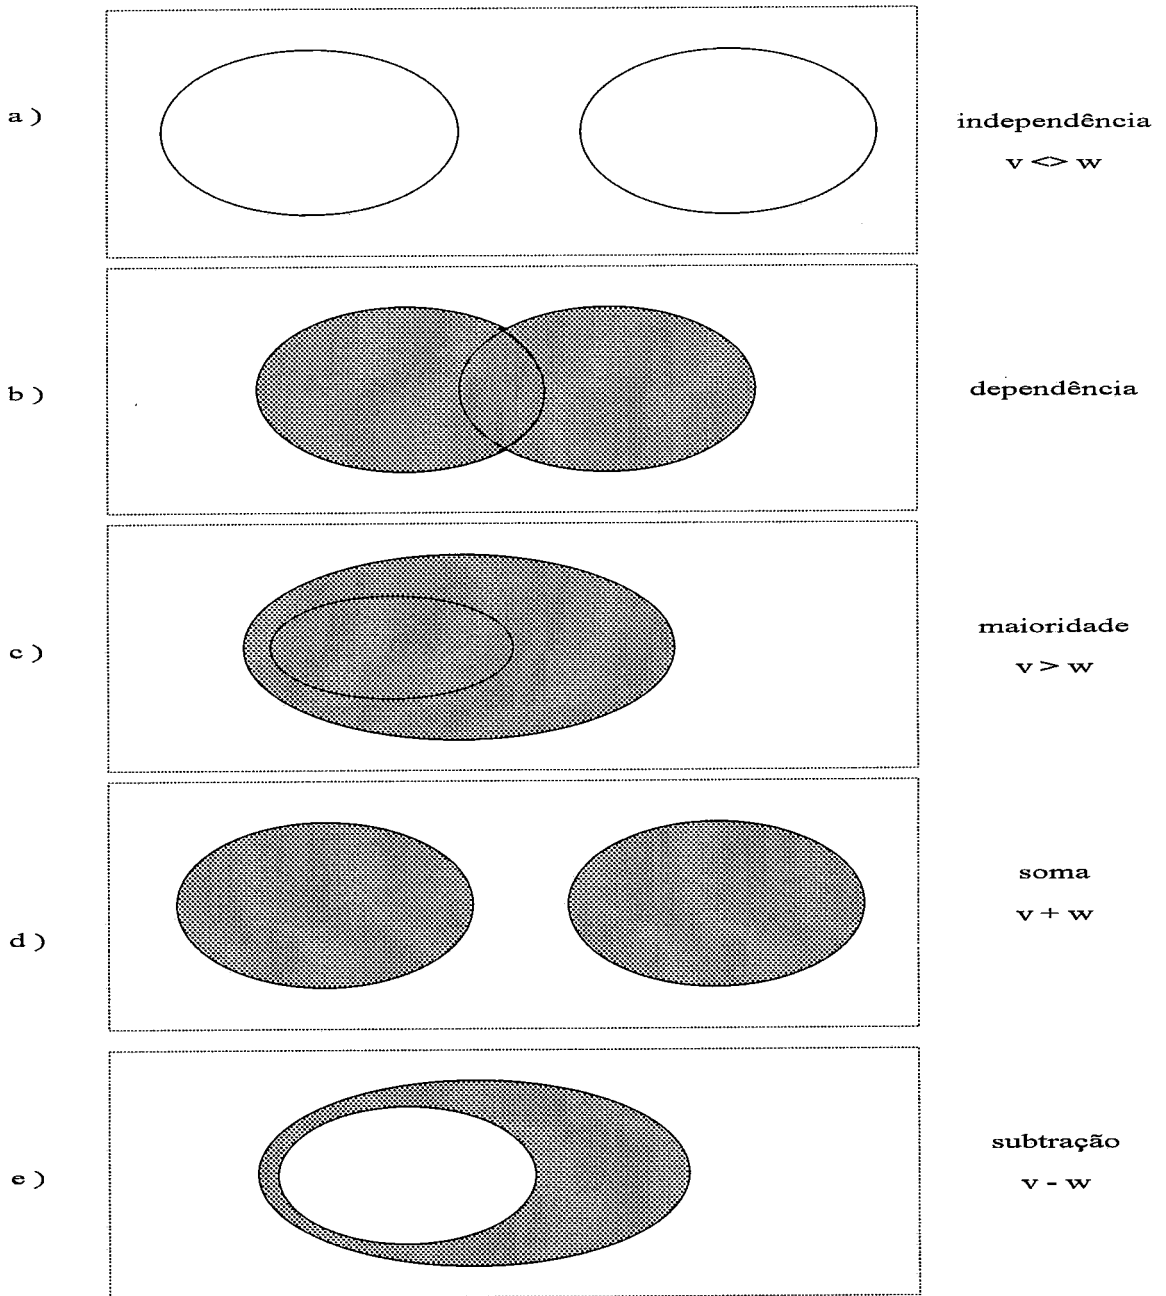 a )
independência
v <> w
b )
dependência
c )
maioridade
v > w
d )
soma
v + w
e )
subtração
v - w